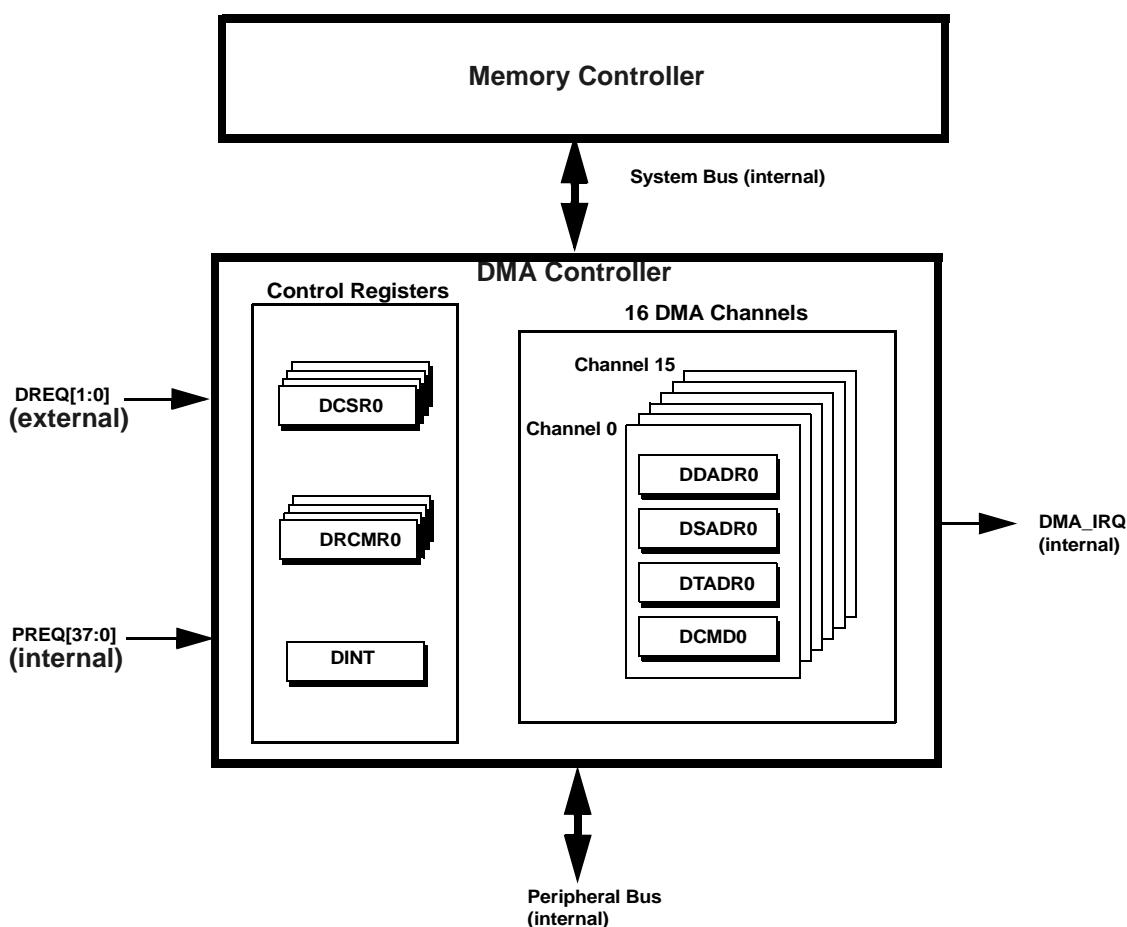 Memory Controller
System Bus (internal)
DMA Controller
Control Registers
16 DMA Channels
Channel 15
Channel 0
DREQ[1:0]
(external)
DCSR0
DDADR0
DSADR0
DRCMR0
DMA_IRQ
(internal)
DTADR0
PREQ[37:0]
(internal)
DCMD0
DINT
Peripheral Bus
(internal)